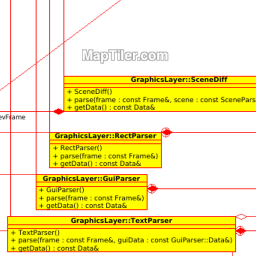 MapTiler.com
GraphicsLayer::SceneDiff
+ SceneDiff()
+ parse(frame : const Frame&, scene : const ScenePars
+ getData() : const Data&
evFrame
GraphicsLayer::RectParser
+ RectParser()
+ parse(frame : const Frame&)
+ getData() : const Data&
GraphicsLayer::GuiParser
+ GuiParser()
+ parse(frame : const Frame&)
+ getData() : const Data&
GraphicsLayer::TextParser
+ TextParser()
+ parse(frame : const Frame&, guiData : const GuiParser::Data&)
+ getData() : const Data&